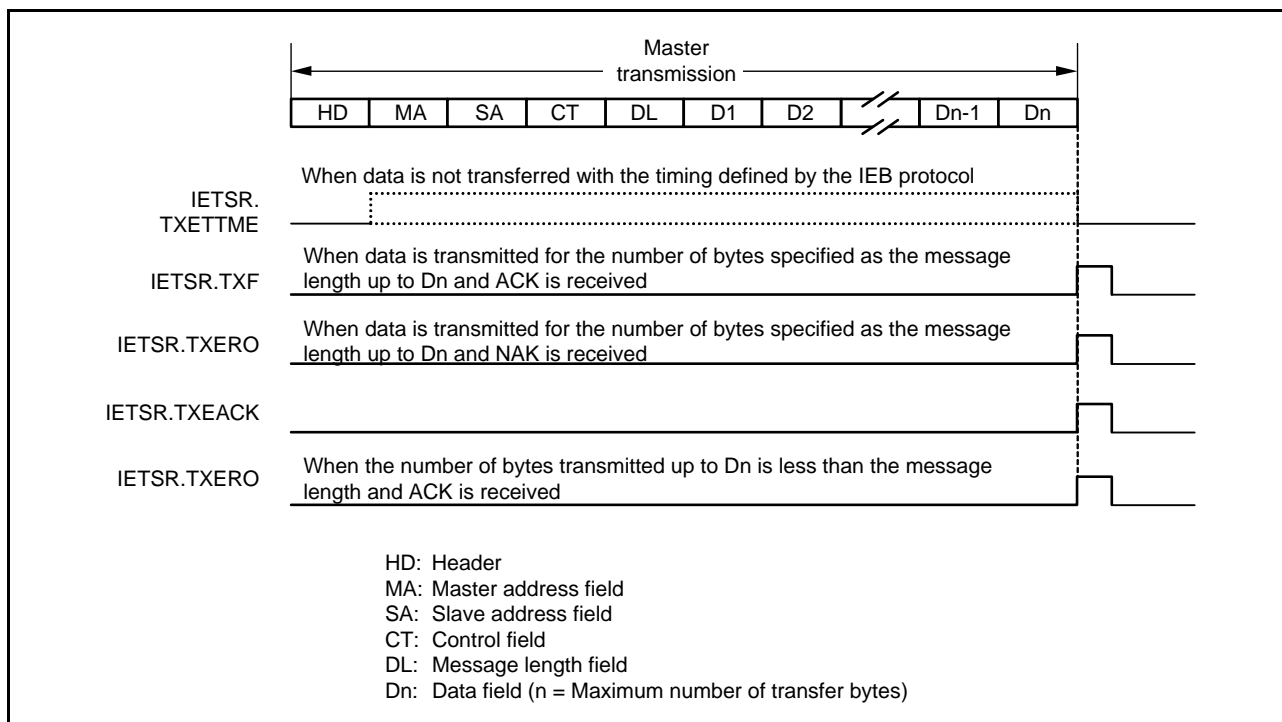 Master
transmission
HD MA SA CT DL D1 D2 Dn-1 Dn
When data is not transferred with the timing defined by the IEB protocol
IETSR.
TXETTME
When data is transmitted for the number of bytes specified as the message
length up to Dn and ACK is received
IETSR.TXF
When data is transmitted for the number of bytes specified as the message
length up to Dn and NAK is received
IETSR.TXERO
IETSR.TXEACK
When the number of bytes transmitted up to Dn is less than the message
length and ACK is received
IETSR.TXERO
HD: Header
MA: Master address field
SA: Slave address field
CT: Control field
DL: Message length field
Dn: Data field (n = Maximum number of transfer bytes)